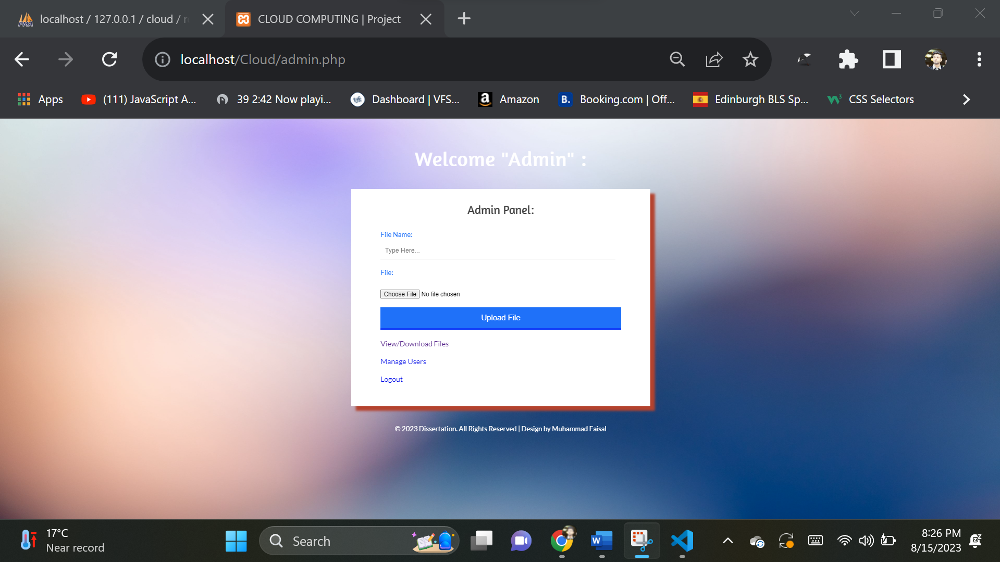 localhost / 127.0.0.1 / cloud /
CLOUD COMPUTING | Project
localhost/Cloud/admin.php
Apps
(111) JavaScript A...
39 2:42 Now playi...
Dashboard | VFS...
Amazon
Booking.com | Off...
Edinburgh BLS Sp...
CSS Selectors
Welcome "Admin" :
Admin Panel:
File Name:
Type Here...
File:
Choose File No file chosen
Upload File
View/Download Files
Manage Users
Logout
© 2023 Dissertation. All Rights Reserved | Design by Muhammad Faisal
17°C
Near record
Search
8:26 PM
8/15/2023